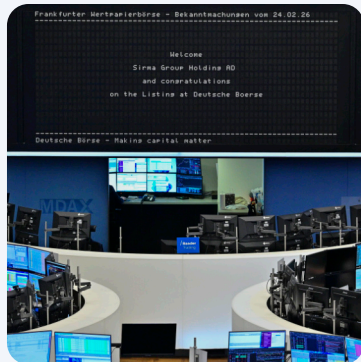 Frankfurter Wertpapierbörse - Bekanntmachungen vom 24.02.26
Welcome
Sirma Group Holding AD
and congratulations
on the Listing at Deutsche Boerse
Deutsche Börse - Making capital matter
MDAX